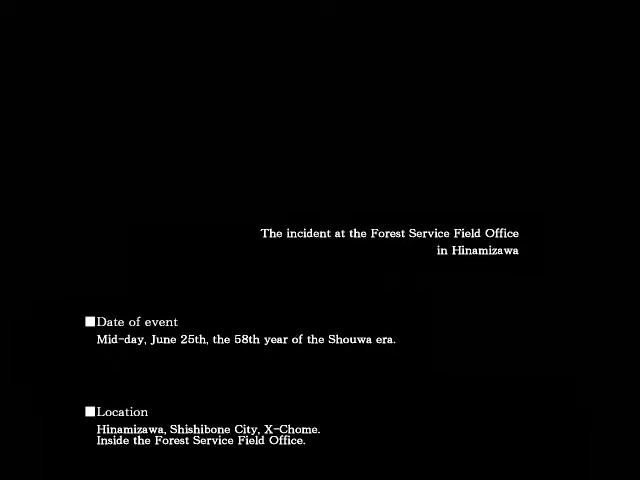 The incident at the Forest Service Field Office
in Hinamizawa
■Date of event
Mid-day, June 25th, the 58th year of the Shouwa era.
■Location
Hinamizawa, Shishibone City, X-Chome.
Inside the Forest Service Field Office.